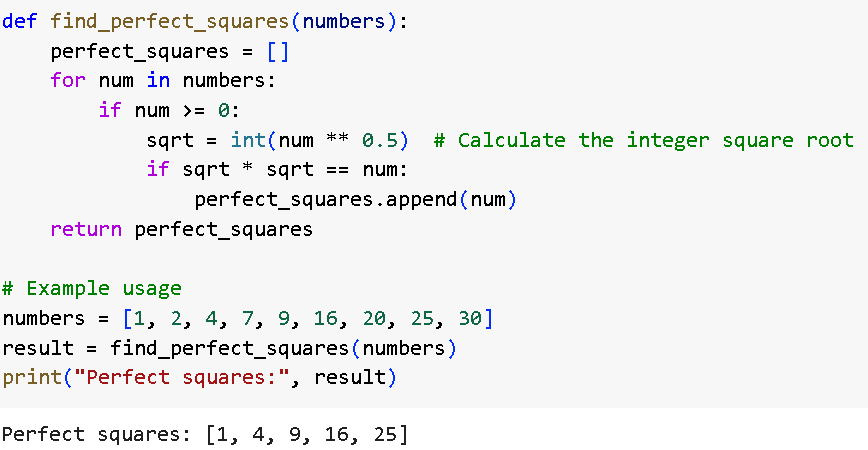 def find_perfect_squares(numbers):
    perfect_squares = []
    for num in numbers:
        if num >= 0:
            sqrt = int(num ** 0.5)  # Calculate the integer square root
            if sqrt * sqrt == num:
                perfect_squares.append(num)
    return perfect_squares

# Example usage
numbers = [1, 2, 4, 7, 9, 16, 20, 25, 30]
result = find_perfect_squares(numbers)
print("Perfect squares:", result)
Perfect squares: [1, 4, 9, 16, 25]